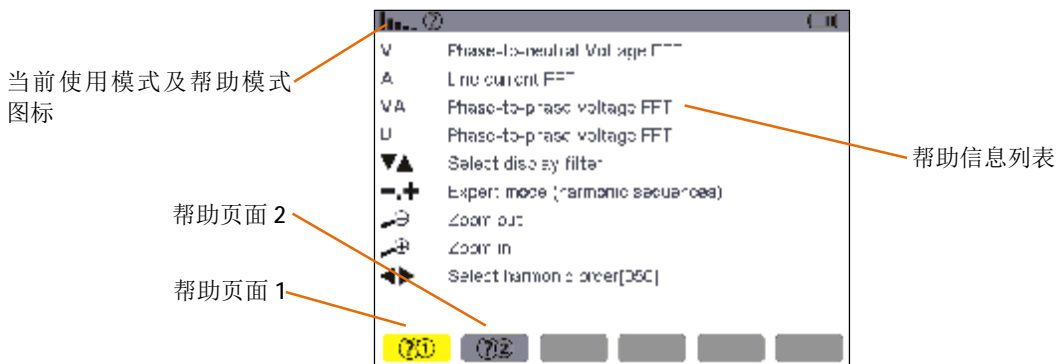 当前使用模式及帮助模式
图标
V Phase-to-neutral Voltage FFT
A Line current FFT
VA Phase-to-phase voltage FFT
U Phase-to-phase voltage FFT
Select display filter
-,+ Expert mode (harmonic sequences)
Zoom out
Zoom in
Select harmonic order[050]
帮助信息列表
帮助页面 2
帮助页面 1
?① ?②